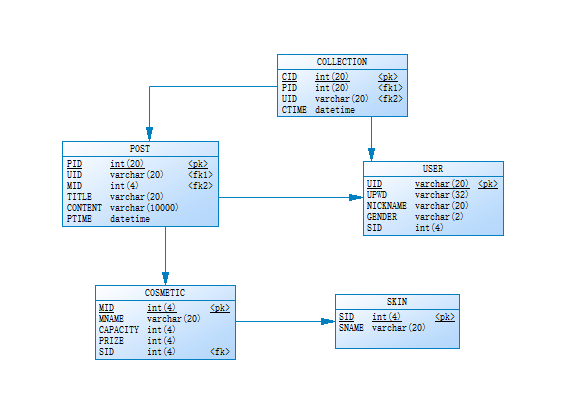 COLLECTION
CID int(20) <pk>
PID int(20) <fk1>
UID varchar(20) <fk2>
CTIME datetime
POST
PID int(20) <pk>
UID varchar(20) <fk1>
MID int(4) <fk2>
TITLE varchar(20)
CONTENT varchar(10000)
PTIME datetime
USER
UID varchar(20) <pk>
UPWD varchar(32)
NICKNAME varchar(20)
GENDER varchar(2)
SID int(4)
COSMETIC
MID int(4) <pk>
MNAME varchar(20)
CAPACITY int(4)
PRIZE int(4)
SID int(4) <fk>
SKIN
SID int(4) <pk>
SNAME varchar(20)